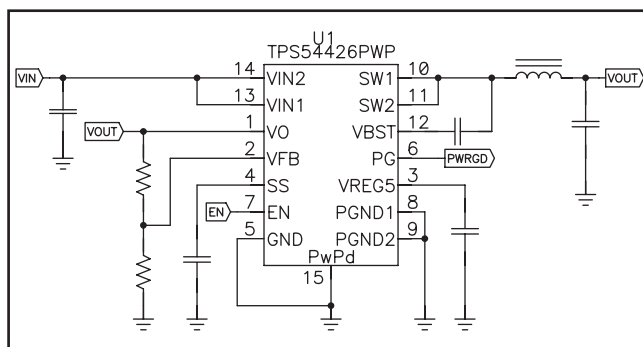 U1
TPS54426PWP
VIN
14 VIN2 SW1 10
VOUT
13 VIN1 SW2 11
VOUT
1 VO VBST 12
2 VFB PG 6
PWRGD
4 SS VREG5 3
EN
7 EN PGND1 8
5 GND PGND2 9
PwPd
15